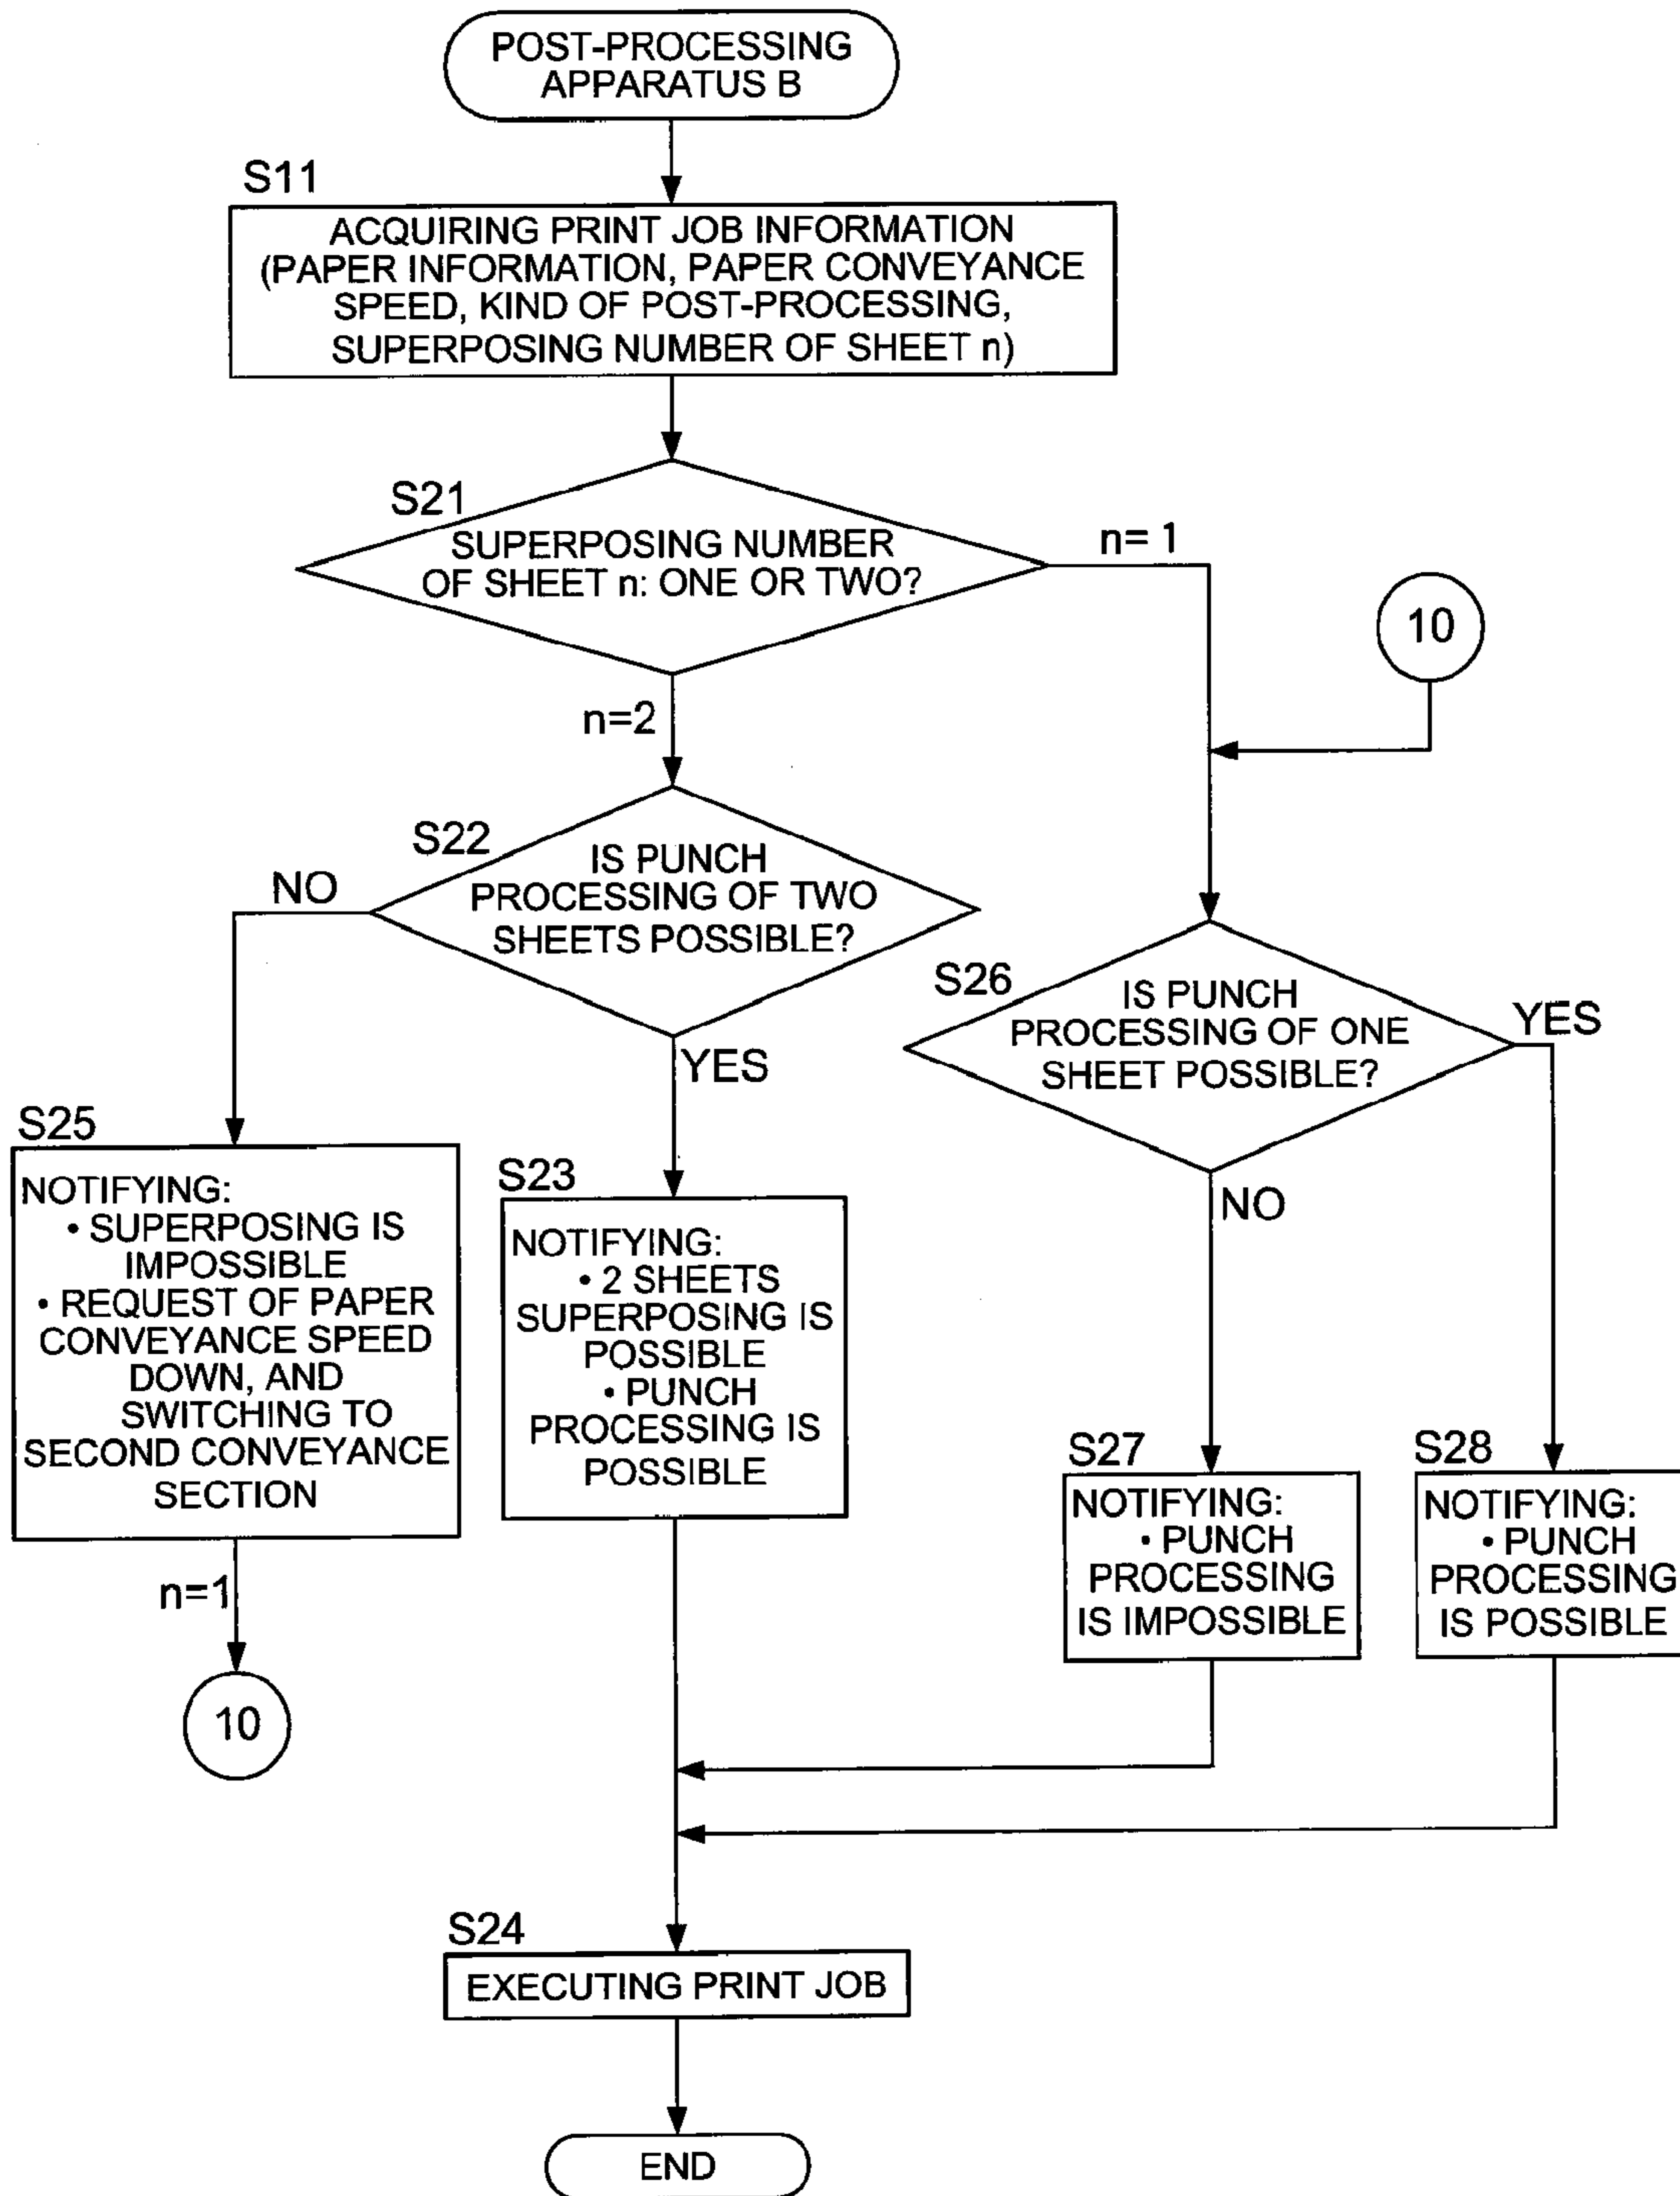 POST-PROCESSING
APPARATUS B
S11
ACQUIRING PRINT JOB INFORMATION
(PAPER INFORMATION, PAPER CONVEYANCE
SPEED, KIND OF POST-PROCESSING,
SUPERPOSING NUMBER OF SHEET n)
S21
SUPERPOSING NUMBER
OF SHEET n: ONE OR TWO?
n= 1
10
n=2
S22
IS PUNCH
PROCESSING OF TWO
SHEETS POSSIBLE?
NO
YES
S26
IS PUNCH
PROCESSING OF ONE
SHEET POSSIBLE?
YES
NO
S25
NOTIFYING:
• SUPERPOSING IS
IMPOSSIBLE
• REQUEST OF PAPER
CONVEYANCE SPEED
DOWN, AND
SWITCHING TO
SECOND CONVEYANCE
SECTION
n=1
10
S23
NOTIFYING:
• 2 SHEETS
SUPERPOSING IS
POSSIBLE
• PUNCH
PROCESSING IS
POSSIBLE
S27
NOTIFYING:
• PUNCH
PROCESSING
IS IMPOSSIBLE
S28
NOTIFYING:
• PUNCH
PROCESSING
IS POSSIBLE
S24
EXECUTING PRINT JOB
END